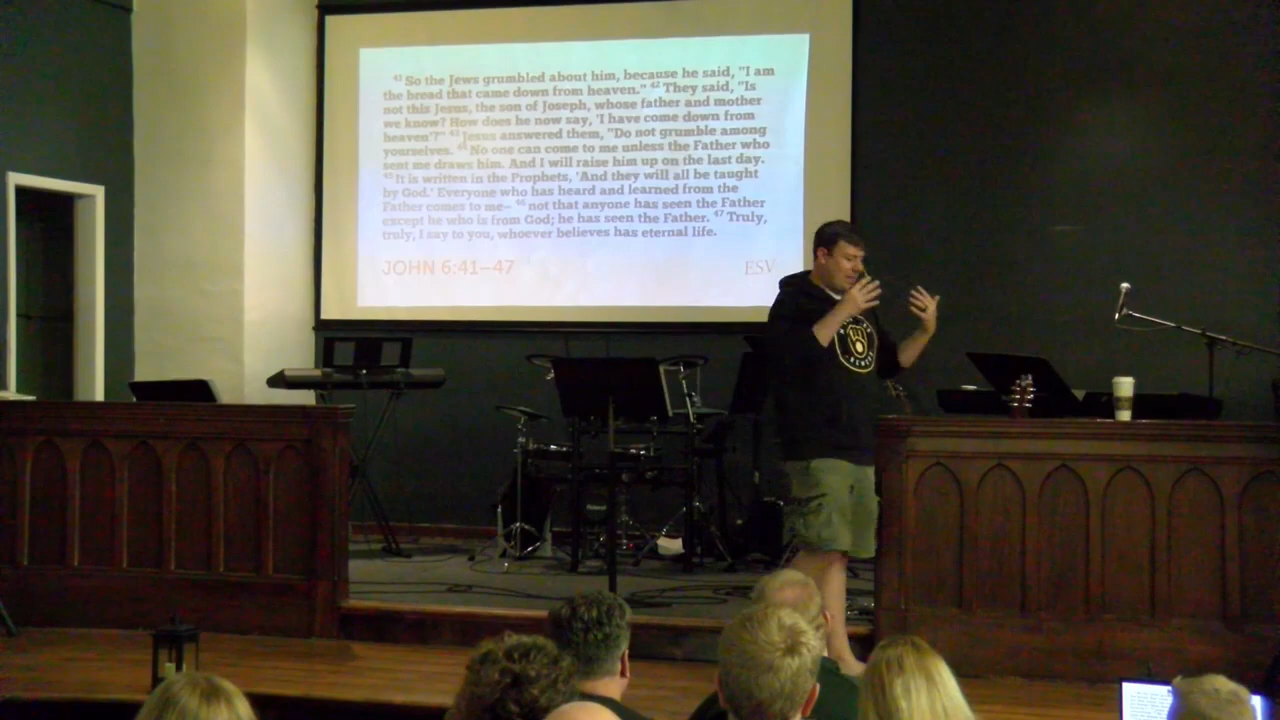 ⁴¹ So the Jews grumbled about him, because he said, "I am
the bread that came down from heaven." ⁴² They said, "Is
not this Jesus, the son of Joseph, whose father and mother
we know? How does he now say, 'I have come down from
heaven'?" ⁴³ Jesus answered them, "Do not grumble among
yourselves. ⁴⁴ No one can come to me unless the Father who
sent me draws him. And I will raise him up on the last day.
⁴⁵ It is written in the Prophets, 'And they will all be taught
by God.' Everyone who has heard and learned from the
Father comes to me– ⁴⁶ not that anyone has seen the Father
except he who is from God; he has seen the Father. ⁴⁷ Truly,
truly, I say to you, whoever believes has eternal life.
JOHN 6:41–47
ESV